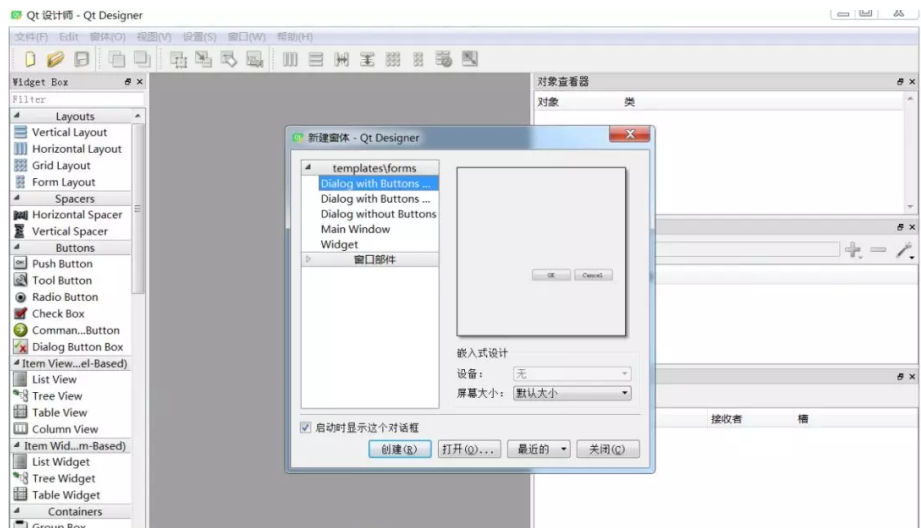 Qt 设计师 - Qt Designer
文件(F) Edit 窗体(O) 视图(V) 设置(S) 窗口(W) 帮助(H)
Widget Box
Filter
Layouts
Vertical Layout
Horizontal Layout
Grid Layout
Form Layout
Spacers
Horizontal Spacer
Vertical Spacer
Buttons
Push Button
Tool Button
Radio Button
Check Box
Comman...Button
Dialog Button Box
Item View...el-Based)
List View
Tree View
Table View
Column View
Item Wid...m-Based)
List Widget
Tree Widget
Table Widget
Containers
Group Box
新建窗体 - Qt Designer
templates\forms
Dialog with Buttons ...
Dialog with Buttons ...
Dialog without Buttons
Main Window
Widget
窗口部件
OK Cancel
嵌入式设计
设备： 无
屏幕大小： 默认大小
启动时显示这个对话框
创建(R) 打开(O)... 最近的 关闭(C)
对象查看器
对象 类
接收者 槽